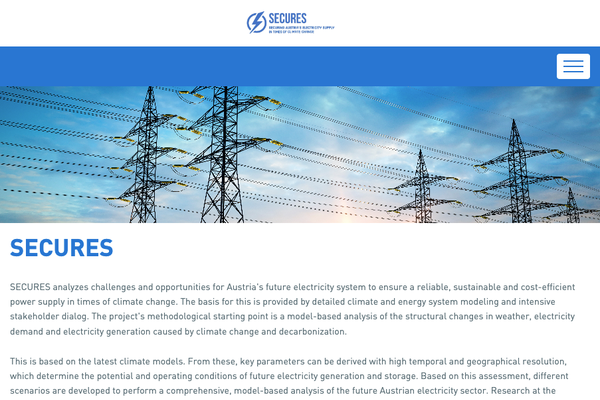 SECURES
SECURING AUSTRIA'S ELECTRICITY SUPPLY
IN TIMES OF CLIMATE CHANGE
SECURES
SECURES analyzes challenges and opportunities for Austria's future electricity system to ensure a reliable, sustainable and cost-efficient
power supply in times of climate change. The basis for this is provided by detailed climate and energy system modeling and intensive
stakeholder dialog. The project's methodological starting point is a model-based analysis of the structural changes in weather, electricity
demand and electricity generation caused by climate change and decarbonization.
This is based on the latest climate models. From these, key parameters can be derived with high temporal and geographical resolution,
which determine the potential and operating conditions of future electricity generation and storage. Based on this assessment, different
scenarios are developed to perform a comprehensive, model-based analysis of the future Austrian electricity sector. Research at the